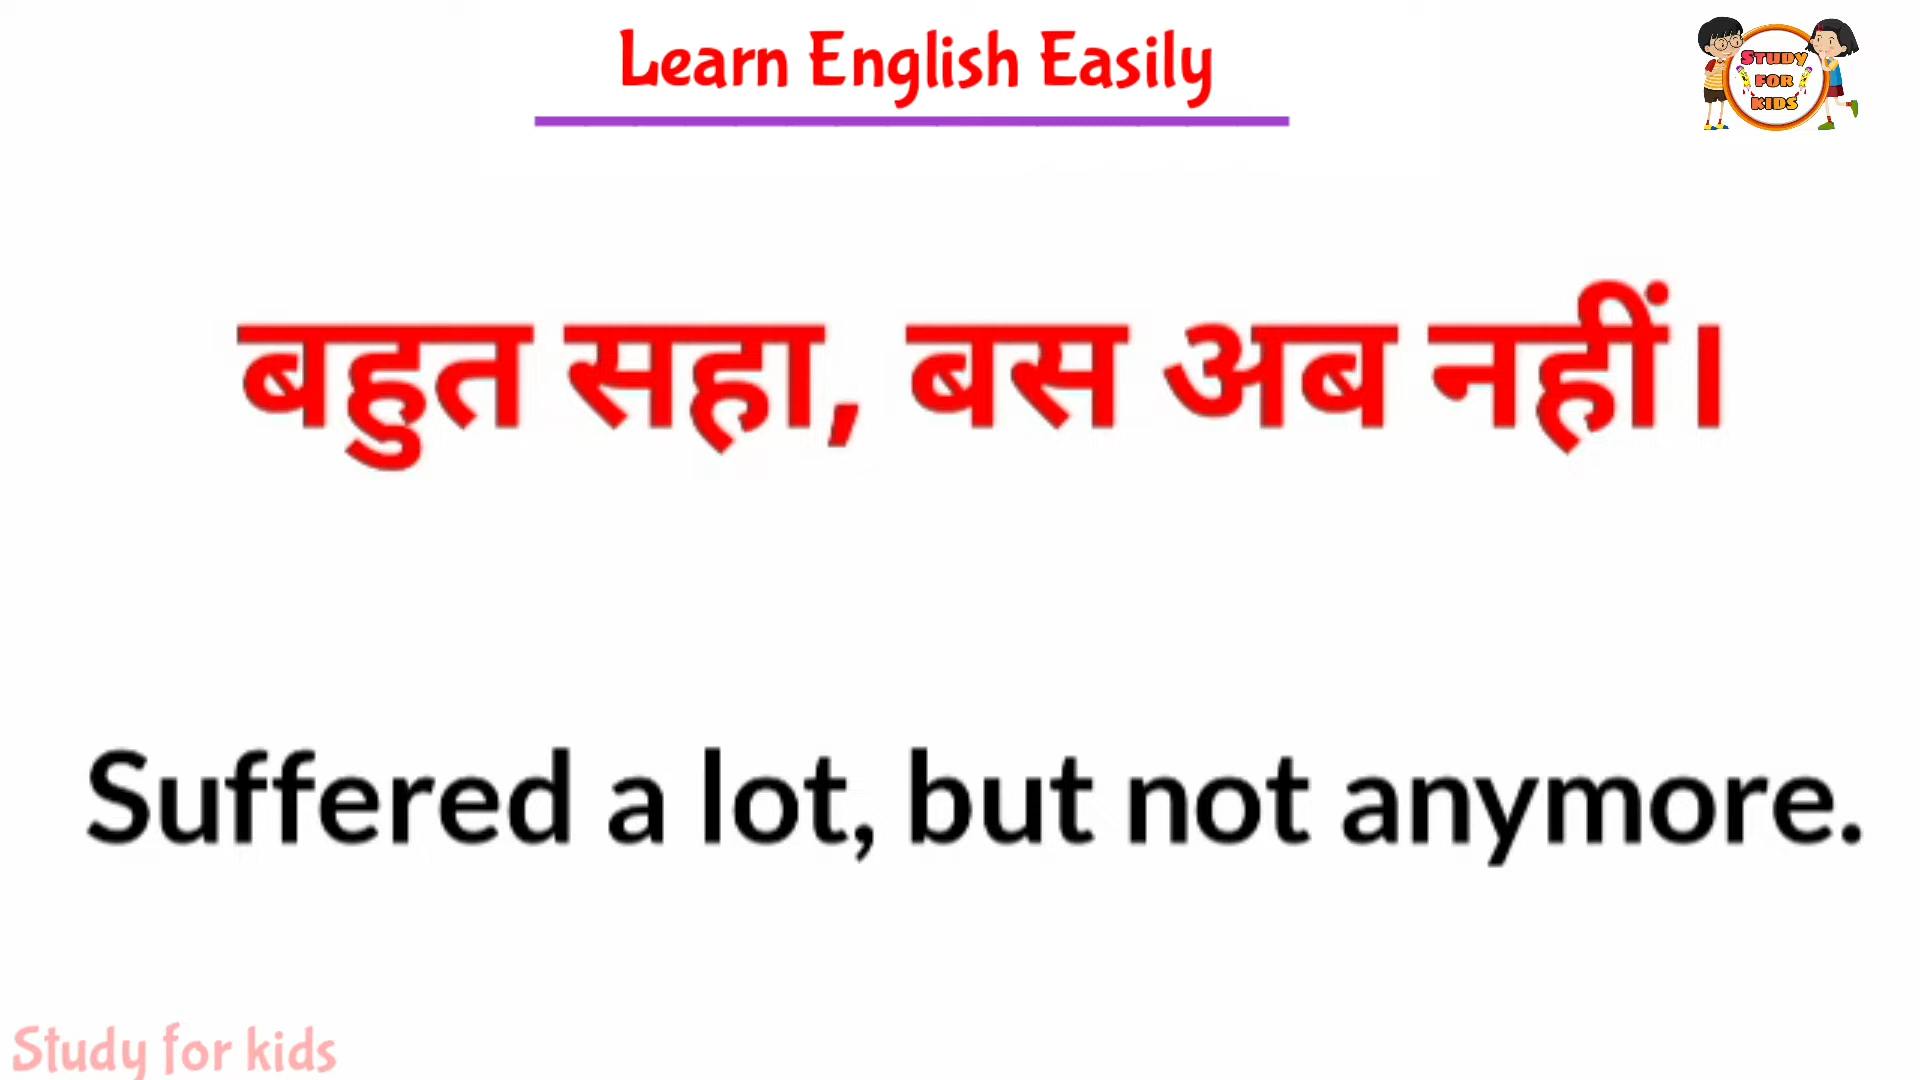 Learn English Easily
STUDY
FOR
KIDS
बहुत सहा, बस अब नहीं।
Suffered a lot, but not anymore.
Study for kids